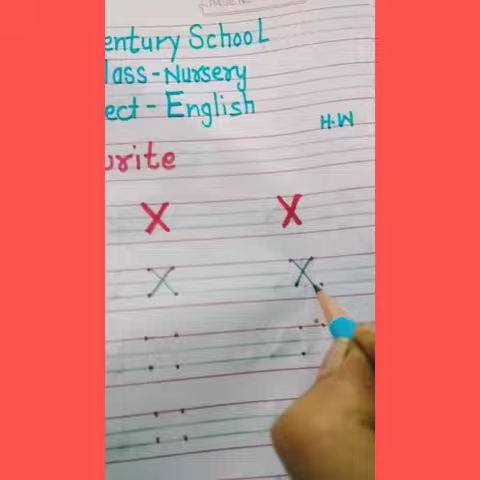 entury School
lass - Nursery
ect - English
H.W
write
X X
X X